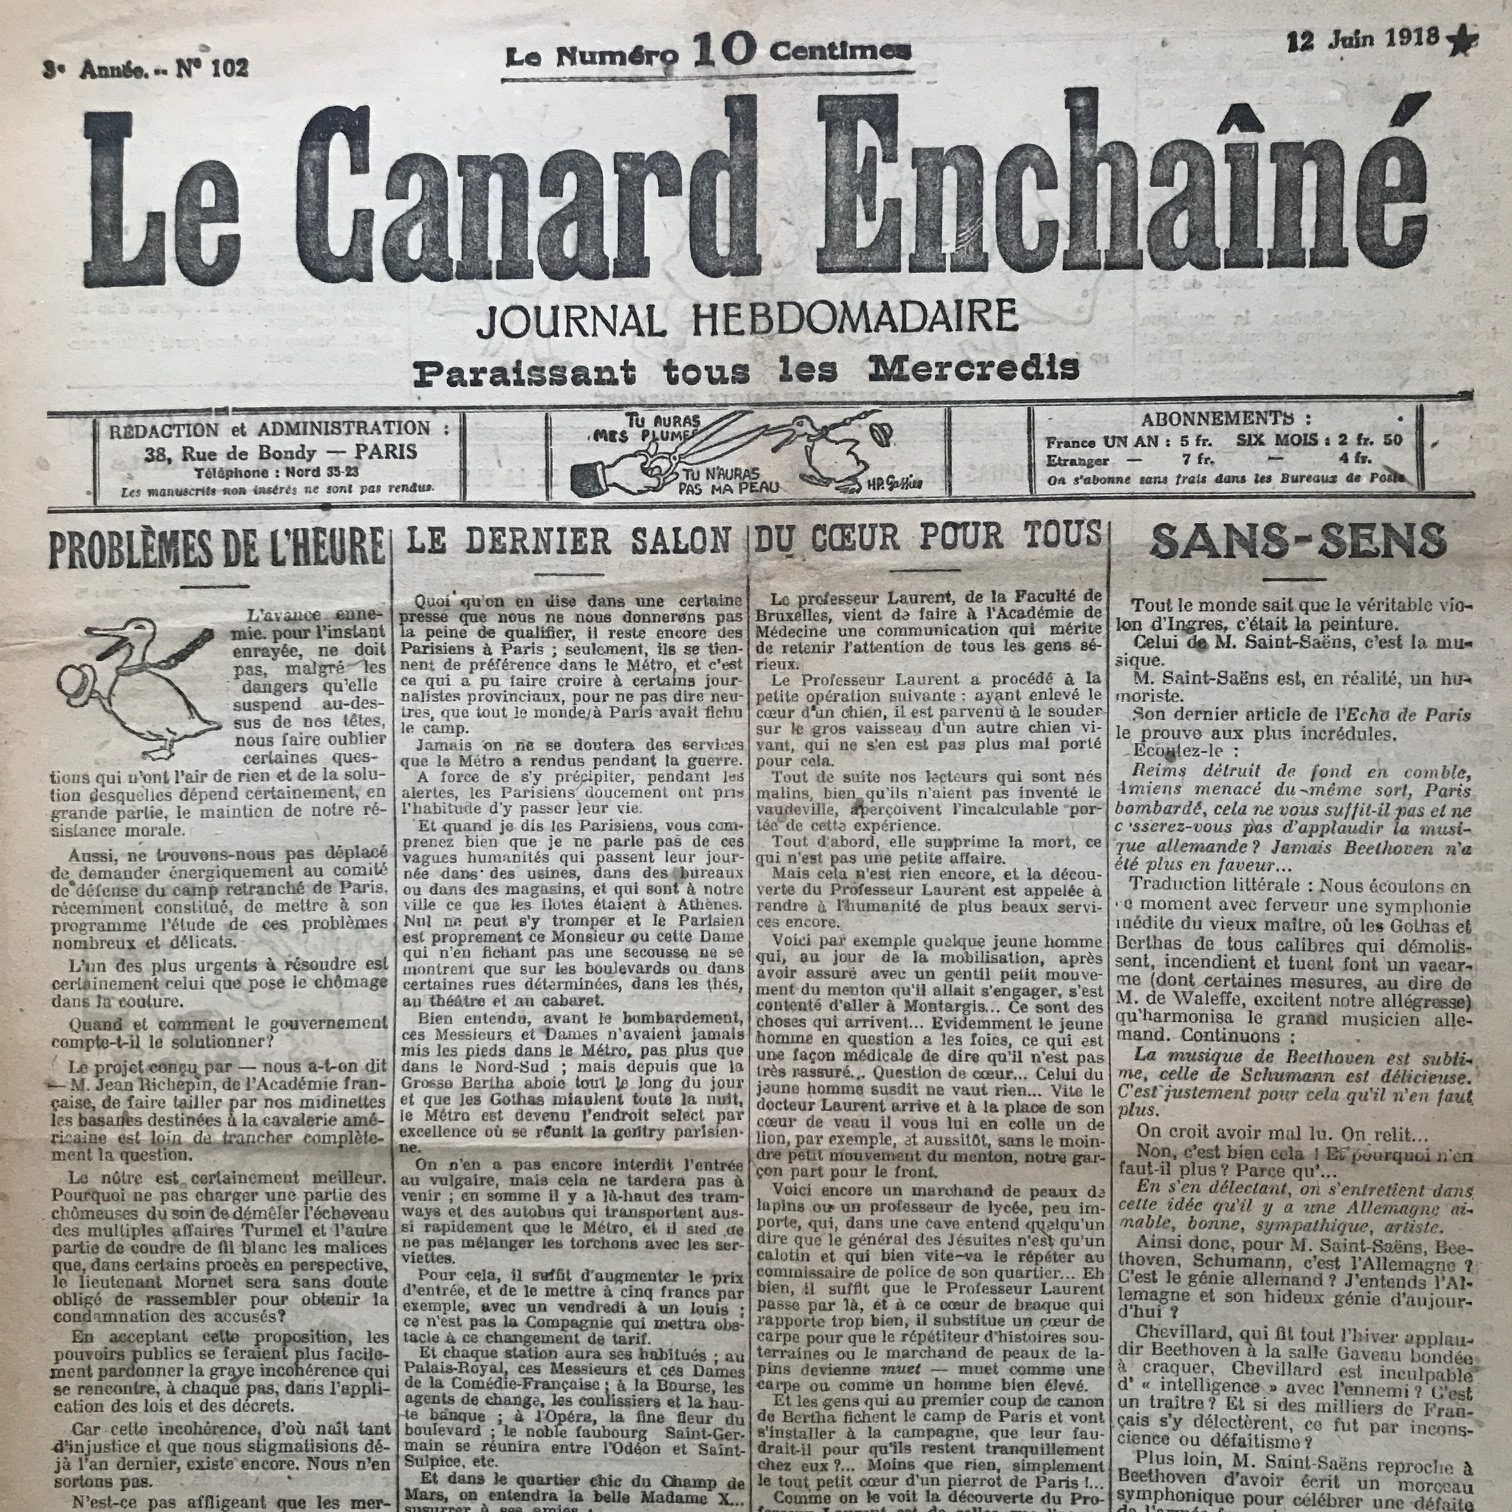 3e Année. -- N° 102
Le Numéro 10 Centimes
12 Juin 1918
Le Canard Enchaîné
JOURNAL HEBDOMADAIRE
Paraissant tous les Mercredis
RÉDACTION et ADMINISTRATION :
38, Rue de Bondy — PARIS
Téléphone : Nord 35-23
Les manuscrits non insérés ne sont pas rendus.
TU AURAS
MES PLUMES
TU N'AURAS
PAS MA PEAU
H.P. Gassier
ABONNEMENTS :
France UN AN : 5 fr. SIX MOIS : 2 fr. 50
Etranger — 7 fr. — 4 fr.
On s'abonne sans frais dans les Bureaux de Poste
PROBLÈMES DE L'HEURE
L'avance enne-
mie, pour l'instant
enrayée, ne doit
pas, malgré les
dangers qu'elle
suspend au-des-
sus de nos têtes,
nous faire oublier
certaines ques-
tions qui n'ont l'air de rien et de la solu-
tion desquelles dépend certainement, en
grande partie, le maintien de notre ré-
sistance morale.
Aussi, ne trouvons-nous pas déplacé
de demander énergiquement au comité
de défense du camp retranché de Paris,
récemment constitué, de mettre à son
programme l'étude de ces problèmes
nombreux et délicats.
L'un des plus urgents à résoudre est
certainement celui que pose le chômage
dans la couture.
Quand et comment le gouvernement
compte-t-il le solutionner?
Le projet conçu par — nous a-t-on dit
— M. Jean Richepin, de l'Académie fran-
çaise, de faire tailler par nos midinettes
les basanes destinées à la cavalerie amé-
ricaine est loin de trancher complète-
ment la question.
Le nôtre est certainement meilleur.
Pourquoi ne pas charger une partie des
chômeuses du soin de démêler l'écheveau
des multiples affaires Turmel et l'autre
partie de coudre de fil blanc les malices
que, dans certains procès en perspective,
le lieutenant Mornet sera sans doute
obligé de rassembler pour obtenir la
condamnation des accusés?
En acceptant cette proposition, les
pouvoirs publics se feraient plus facile-
ment pardonner la grave incohérence qui
se rencontre, à chaque pas, dans l'appli-
cation des lois et des décrets.
Car cette incohérence, d'où naît tant
d'injustice et que nous stigmatisions dé-
jà l'an dernier, existe encore. Nous n'en
sortons pas.
N'est-ce pas affligeant que les mer-
LE DERNIER SALON
Quoi qu'on en dise dans une certaine
presse que nous ne nous donnerons pas
la peine de qualifier, il reste encore des
Parisiens à Paris ; seulement, ils se tien-
nent de préférence dans le Métro, et c'est
ce qui a pu faire croire à certains jour-
nalistes provinciaux, pour ne pas dire neu-
tres, que tout le monde à Paris avait fichu
le camp.
Jamais on ne se doutera des services
que le Métro a rendus pendant la guerre.
A force de s'y précipiter, pendant les
alertes, les Parisiens doucement ont pris
l'habitude d'y passer leur vie.
Et quand je dis les Parisiens, vous com-
prenez bien que je ne parle pas de ces
vagues humanités qui passent leur jour-
née dans des usines, dans des bureaux
ou dans des magasins, et qui sont à notre
ville ce que les ilotes étaient à Athènes.
Nul ne peut s'y tromper et le Parisien
est proprement ce Monsieur ou cette Dame
qui n'en fichant pas une secousse ne se
montrent que sur les boulevards ou dans
certaines rues déterminées, dans les thés,
au théâtre et au cabaret.
Bien entendu, avant le bombardement,
ces Messieurs et Dames n'avaient jamais
mis les pieds dans le Métro, pas plus que
dans le Nord-Sud ; mais depuis que la
Grosse Bertha aboie tout le long du jour
et que les Gothas miaulent toute la nuit,
le Métro est devenu l'endroit select par
excellence où se réunit la gentry parisien-
ne.
On n'en a pas encore interdit l'entrée
au vulgaire, mais cela ne tardera pas à
venir ; en somme il y a là-haut des tram-
ways et des autobus qui transportent aus-
si rapidement que le Métro, et il sied de
ne pas mélanger les torchons avec les ser-
viettes.
Pour cela, il suffit d'augmenter le prix
d'entrée, et de le mettre à cinq francs par
exemple, avec un vendredi à un louis ;
ce n'est pas la Compagnie qui mettra obs-
tacle à ce changement de tarif.
Et chaque station aura ses habitués ; au
Palais-Royal, ces Messieurs et ces Dames
de la Comédie-Française ; à la Bourse, les
agents de change, les coulissiers et la hau-
te banque ; à l'Opéra, la fine fleur du
boulevard ; le noble faubourg Saint-Ger-
main se réunira entre l'Odéon et Saint-
Sulpice, etc.
Et dans le quartier chic du Champ de
Mars, on entendra la belle Madame X...
susurrer à ses amies :
DU CŒUR POUR TOUS
Le professeur Laurent, de la Faculté de
Bruxelles, vient de faire à l'Académie de
Médecine une communication qui mérite
de retenir l'attention de tous les gens sé-
rieux.
Le Professeur Laurent a procédé à la
petite opération suivante : ayant enlevé le
cœur d'un chien, il est parvenu à le souder
sur le gros vaisseau d'un autre chien vi-
vant, qui ne s'en est pas plus mal porté
pour cela.
Tout de suite nos lecteurs qui sont nés
malins, bien qu'ils n'aient pas inventé le
vaudeville, aperçoivent l'incalculable por-
tée de cette expérience.
Tout d'abord, elle supprime la mort, ce
qui n'est pas une petite affaire.
Mais cela n'est rien encore, et la décou-
verte du Professeur Laurent est appelée à
rendre à l'humanité de plus beaux servi-
ces encore.
Voici par exemple quelque jeune homme
qui, au jour de la mobilisation, après
avoir assuré avec un gentil petit mouve-
ment du menton qu'il allait s'engager, s'est
contenté d'aller à Montargis... Ce sont des
choses qui arrivent... Evidemment le jeune
homme en question a les foies, ce qui est
une façon médicale de dire qu'il n'est pas
très rassuré... Question de cœur... Celui du
jeune homme susdit ne vaut rien... Vite le
docteur Laurent arrive et à la place de son
cœur de veau il vous lui en colle un de
lion, par exemple, et aussitôt, sans le moin-
dre petit mouvement du menton, notre gar-
çon part pour le front.
Voici encore un marchand de peaux de
lapins ou un professeur de lycée, peu im-
porte, qui, dans une cave entend quelqu'un
dire que le général des Jésuites n'est qu'un
calotin et qui bien vite va le répéter au
commissaire de police de son quartier... Eh
bien, il suffit que le Professeur Laurent
passe par là, et à ce cœur de braque qui
rapporte trop bien, il substitue un cœur de
carpe pour que le répétiteur d'histoires sou-
terraines ou le marchand de peaux de la-
pins devienne muet — muet comme une
carpe ou comme un homme bien élevé.
Et les gens qui au premier coup de canon
de Bertha fichent le camp de Paris et vont
s'installer à la campagne, que leur fau-
drait-il pour qu'ils restent tranquillement
chez eux ?... Moins que rien, simplement
le tout petit cœur d'un pierrot de Paris !...
Comme on le voit la découverte du Pro-
SANS-SENS
Tout le monde sait que le véritable vio-
lon d'Ingres, c'était la peinture.
Celui de M. Saint-Saëns, c'est la mu-
sique.
M. Saint-Saëns est, en réalité, un hu-
moriste.
Son dernier article de l'Echo de Paris
le prouve aux plus incrédules.
Ecoutez-le :
Reims détruit de fond en comble,
Amiens menacé du même sort, Paris
bombardé, cela ne vous suffit-il pas et ne
cesserez-vous pas d'applaudir la musi-
que allemande ? Jamais Beethoven n'a
été plus en faveur...
Traduction littérale : Nous écoutons en
ce moment avec ferveur une symphonie
inédite du vieux maître, où les Gothas et
Berthas de tous calibres qui démolis-
sent, incendient et tuent font un vacar-
me (dont certaines mesures, au dire de
M. de Waleffe, excitent notre allégresse)
qu'harmonisa le grand musicien alle-
mand. Continuons :
La musique de Beethoven est subli-
me, celle de Schumann est délicieuse.
C'est justement pour cela qu'il n'en faut
plus.
On croit avoir mal lu. On relit...
Non, c'est bien cela ! Et pourquoi n'en
faut-il plus ? Parce qu'...
En s'en délectant, on s'entretient dans
cette idée qu'il y a une Allemagne ai-
mable, bonne, sympathique, artiste.
Ainsi donc, pour M. Saint-Saëns, Bee-
thoven, Schumann, c'est l'Allemagne ?
C'est le génie allemand ? J'entends l'Al-
lemagne et son hideux génie d'aujour-
d'hui ?
Chevillard, qui fit tout l'hiver applau-
dir Beethoven à la salle Gaveau bondée
à craquer, Chevillard est inculpable
d' « intelligence » avec l'ennemi ? C'est
un traître ? Et si des milliers de Fran-
çais s'y délectèrent, ce fut par incons-
cience ou défaitisme ?
Plus loin, M. Saint-Saëns reproche à
Beethoven d'avoir écrit un morceau
symphonique pour célébrer une défaite